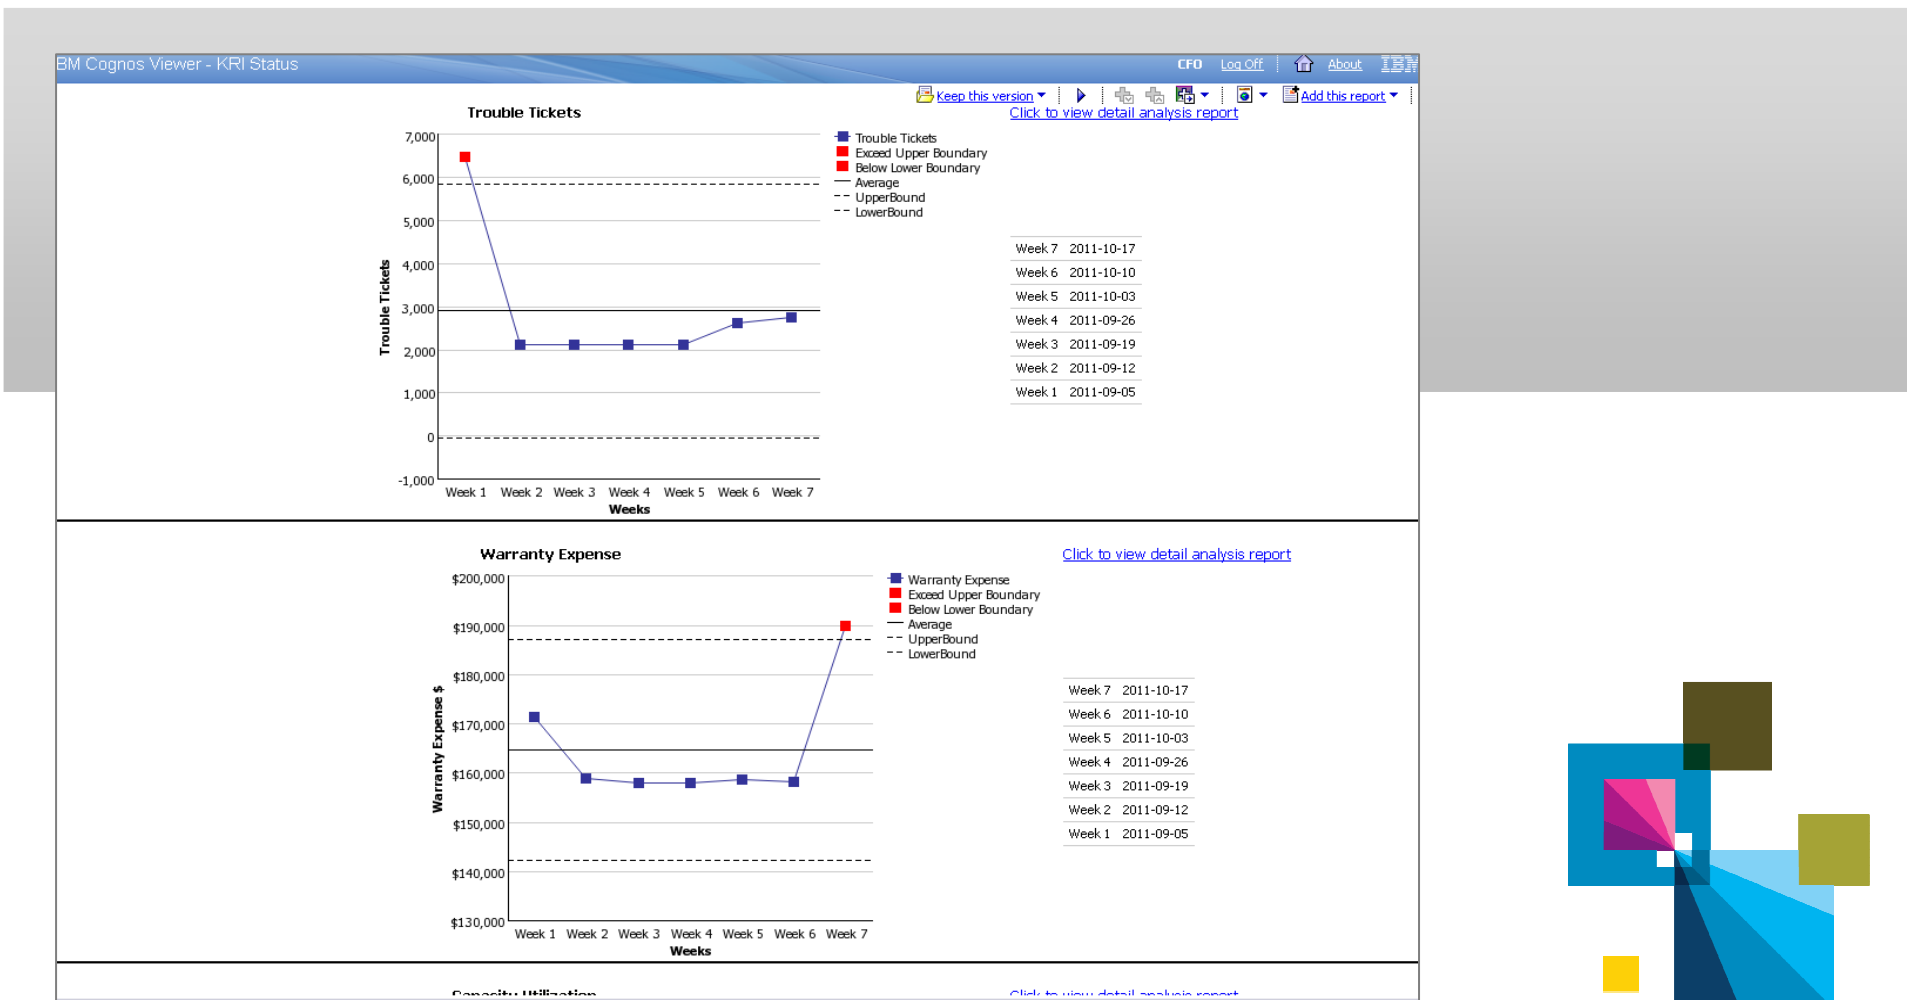 BM Cognos Viewer - KRI Status
CFO Log Off About IBM
Keep this version Add this report
Trouble Tickets
Click to view detail analysis report
7,000
6,000
5,000
4,000
3,000
2,000
1,000
0
-1,000
Trouble Tickets
Week 1 Week 2 Week 3 Week 4 Week 5 Week 6 Week 7
Weeks
Trouble Tickets
Exceed Upper Boundary
Below Lower Boundary
Average
UpperBound
LowerBound
Week 7 2011-10-17
Week 6 2011-10-10
Week 5 2011-10-03
Week 4 2011-09-26
Week 3 2011-09-19
Week 2 2011-09-12
Week 1 2011-09-05
Warranty Expense
Click to view detail analysis report
$200,000
$190,000
$180,000
$170,000
$160,000
$150,000
$140,000
$130,000
Warranty Expense $
Week 1 Week 2 Week 3 Week 4 Week 5 Week 6 Week 7
Weeks
Warranty Expense
Exceed Upper Boundary
Below Lower Boundary
Average
UpperBound
LowerBound
Week 7 2011-10-17
Week 6 2011-10-10
Week 5 2011-10-03
Week 4 2011-09-26
Week 3 2011-09-19
Week 2 2011-09-12
Week 1 2011-09-05
Capacity Utilization
Click to view detail analysis report